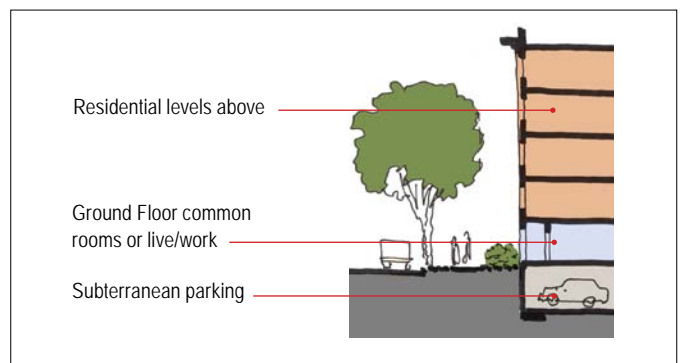 Residential levels above
Ground Floor common
rooms or live/work
Subterranean parking